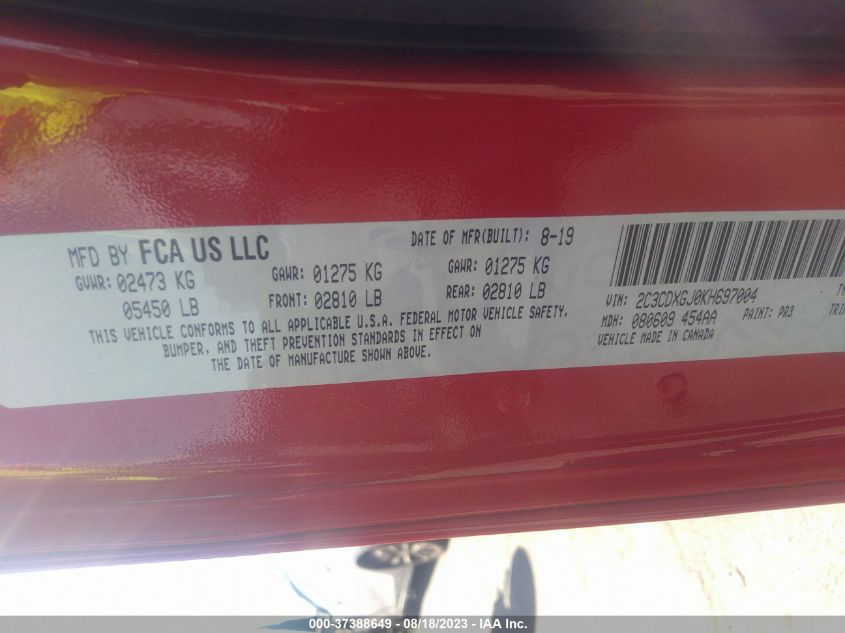 MFD BY FCA US LLC
DATE OF MFR(BUILT): 8-19
GVWR: 02473 KG
GAWR: 01275 KG
GAWR: 01275 KG
05450 LB
FRONT: 02810 LB
REAR: 02810 LB
THIS VEHICLE CONFORMS TO ALL APPLICABLE U.S.A. FEDERAL MOTOR VEHICLE SAFETY,
BUMPER, AND THEFT PREVENTION STANDARDS IN EFFECT ON
THE DATE OF MANUFACTURE SHOWN ABOVE.
VIN: 2C3CDXGJ0KH697004
MDH: 080609 454AA
PAINT: PR3
VEHICLE MADE IN CANADA
000-37388649 - 08/18/2023 - IAA Inc.